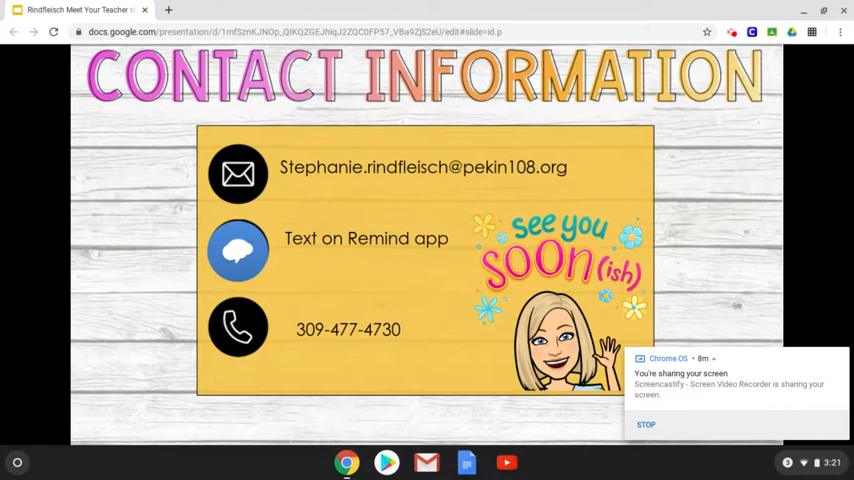 Rindfleisch Meet Your Teacher sl
docs.google.com/presentation/d/1mfSznKJNOp_QIKQZGEJhiqJ2ZQC0FP57_VBa9ZjS2eU/edit#slide=id.p
CONTACT INFORMATION
Stephanie.rindfleisch@pekin108.org
Text on Remind app
see you
soon(ish)
309-477-4730
Chrome OS • 8m
You're sharing your screen
Screencastify - Screen Video Recorder is sharing your
screen.
STOP
3 3:21